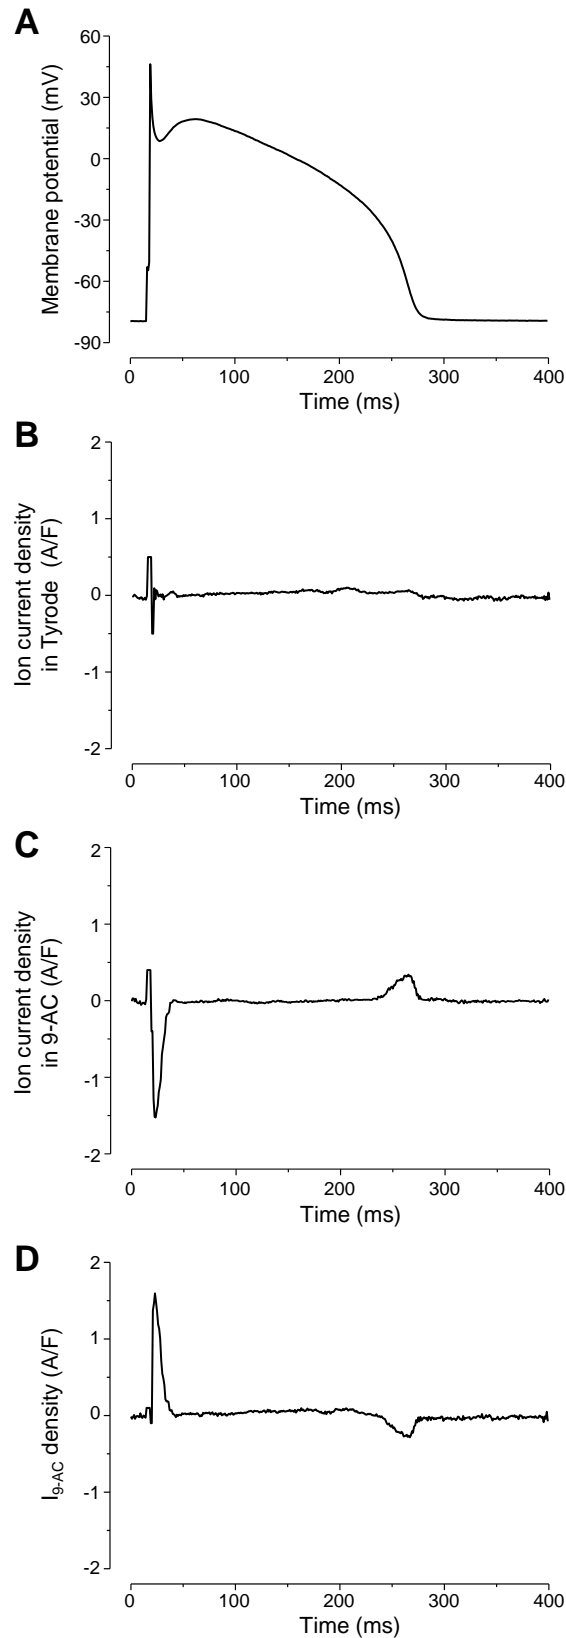 A
Membrane potential (mV)
60
30
0
-30
-60
-90
0 100 200 300 400
Time (ms)
B
Ion current density
in Tyrode (A/F)
2
1
0
-1
-2
0 100 200 300 400
Time (ms)
C
Ion current density
in 9-AC (A/F)
2
1
0
-1
-2
0 100 200 300 400
Time (ms)
D
I9-AC density (A/F)
2
1
0
-1
-2
0 100 200 300 400
Time (ms)